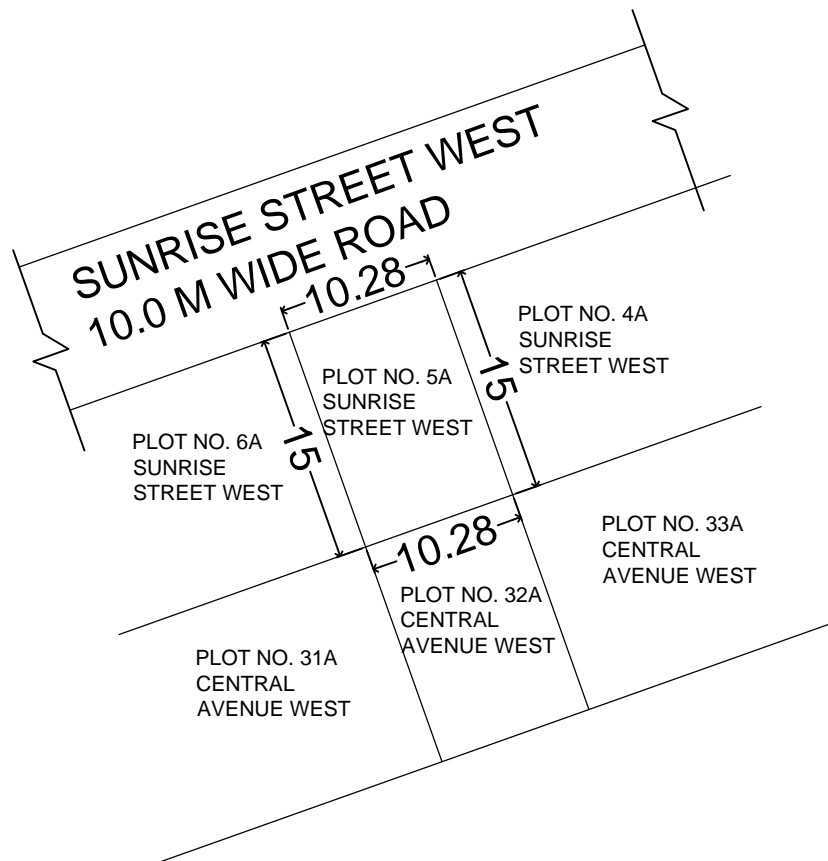 SUNRISE STREET WEST
10.0 M WIDE ROAD
10.28
PLOT NO. 4A
SUNRISE
STREET WEST
15
PLOT NO. 5A
SUNRISE
STREET WEST
15
PLOT NO. 6A
SUNRISE
STREET WEST
10.28
PLOT NO. 33A
CENTRAL
AVENUE WEST
PLOT NO. 32A
CENTRAL
AVENUE WEST
PLOT NO. 31A
CENTRAL
AVENUE WEST